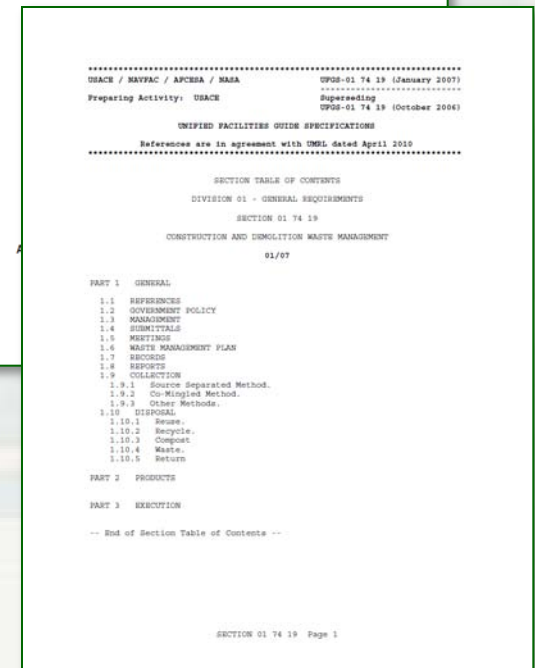 ************************************************************************
USACE / NAVFAC / AFCESA / NASA UFGS-01 74 19 (January 2007)
---------------------------
Preparing Activity: USACE Superseding
UFGS-01 74 19 (October 2006)
UNIFIED FACILITIES GUIDE SPECIFICATIONS
References are in agreement with UMRL dated April 2010
************************************************************************
SECTION TABLE OF CONTENTS
DIVISION 01 - GENERAL REQUIREMENTS
SECTION 01 74 19
CONSTRUCTION AND DEMOLITION WASTE MANAGEMENT
01/07
A
PART 1 GENERAL
1.1 REFERENCES
1.2 GOVERNMENT POLICY
1.3 MANAGEMENT
1.4 SUBMITTALS
1.5 MEETINGS
1.6 WASTE MANAGEMENT PLAN
1.7 RECORDS
1.8 REPORTS
1.9 COLLECTION
1.9.1 Source Separated Method.
1.9.2 Co-Mingled Method.
1.9.3 Other Methods.
1.10 DISPOSAL
1.10.1 Reuse.
1.10.2 Recycle.
1.10.3 Compost
1.10.4 Waste.
1.10.5 Return
PART 2 PRODUCTS
PART 3 EXECUTION
-- End of Section Table of Contents --
SECTION 01 74 19 Page 1